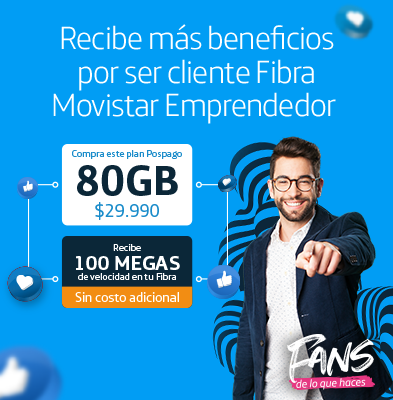 Recibe más beneficios
por ser cliente Fibra
Movistar Emprendedor
Compra este plan Pospago
80GB
$29.990
Recibe
100 MEGAS
de velocidad en tu Fibra
Sin costo adicional
FANS
de lo que haces